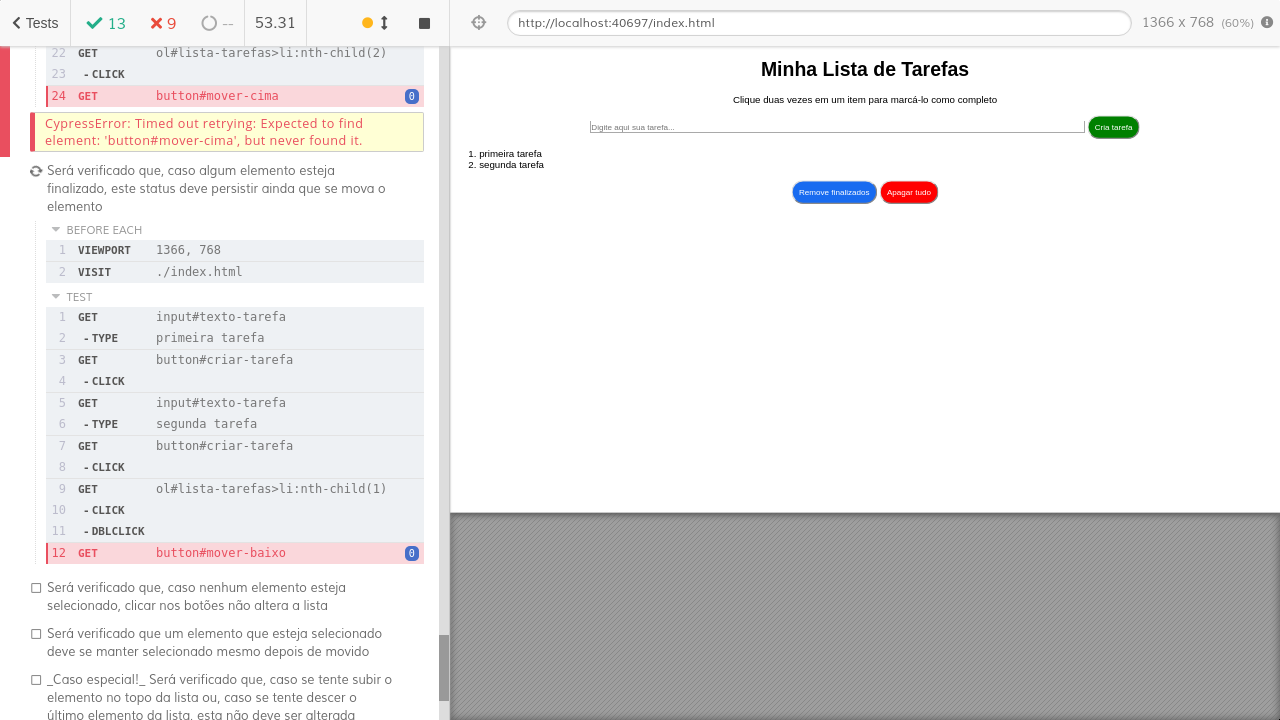 Tests 13 9 -- 53.31
http://localhost:40697/index.html 1366 x 768 (60%)
22 GET ol#lista-tarefas>li:nth-child(2)
23 - CLICK
24 GET button#mover-cima 0
CypressError: Timed out retrying: Expected to find
element: 'button#mover-cima', but never found it.
Será verificado que, caso algum elemento esteja
finalizado, este status deve persistir ainda que se mova o
elemento
BEFORE EACH
1 VIEWPORT 1366, 768
2 VISIT ./index.html
TEST
1 GET input#texto-tarefa
2 - TYPE primeira tarefa
3 GET button#criar-tarefa
4 - CLICK
5 GET input#texto-tarefa
6 - TYPE segunda tarefa
7 GET button#criar-tarefa
8 - CLICK
9 GET ol#lista-tarefas>li:nth-child(1)
10 - CLICK
11 - DBLCLICK
12 GET button#mover-baixo 0
Será verificado que, caso nenhum elemento esteja
selecionado, clicar nos botões não altera a lista
Será verificado que um elemento que esteja selecionado
deve se manter selecionado mesmo depois de movido
_Caso especial!_ Será verificado que, caso se tente subir o
elemento no topo da lista ou, caso se tente descer o
último elemento da lista, esta não deve ser alterada
Minha Lista de Tarefas
Clique duas vezes em um item para marcá-lo como completo
Digite aqui sua tarefa... Cria tarefa
1. primeira tarefa
2. segunda tarefa
Remove finalizados Apagar tudo